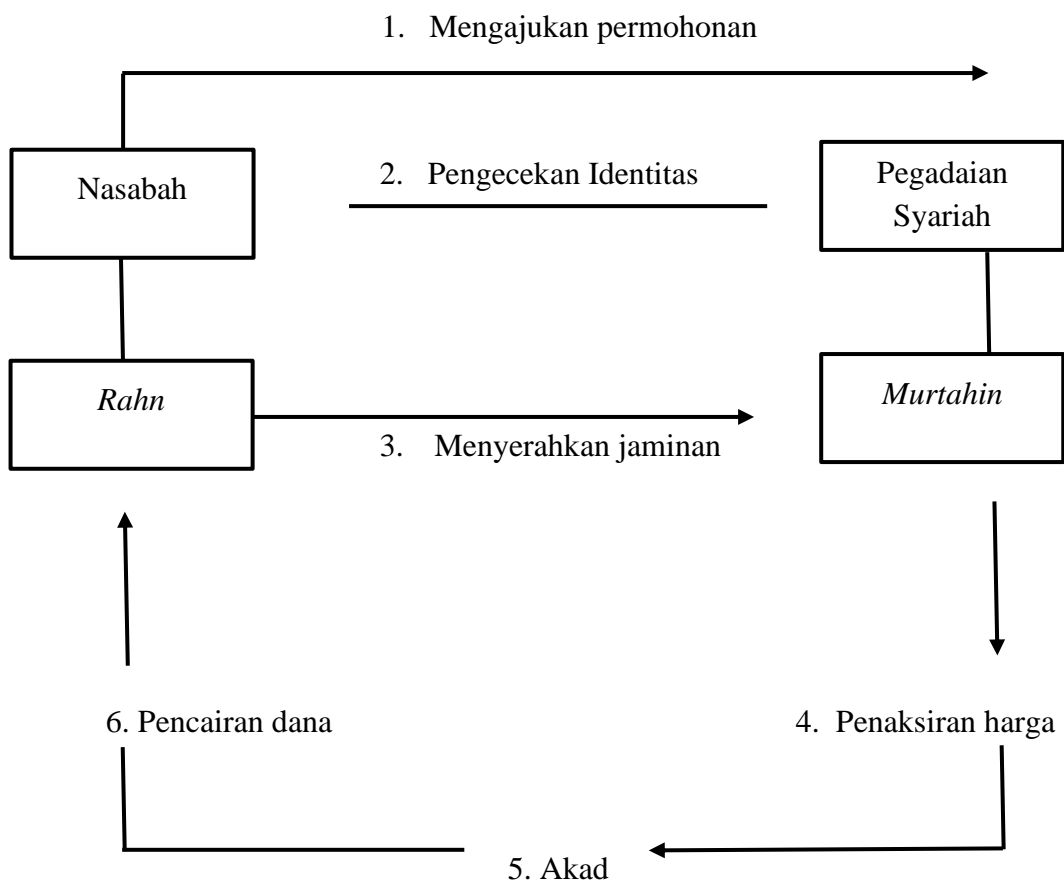 1. Mengajukan permohonan
Nasabah
2. Pengecekan Identitas
Pegadaian
Syariah
Rahn
Murtahin
3. Menyerahkan jaminan
6. Pencairan dana
4. Penaksiran harga
5. Akad